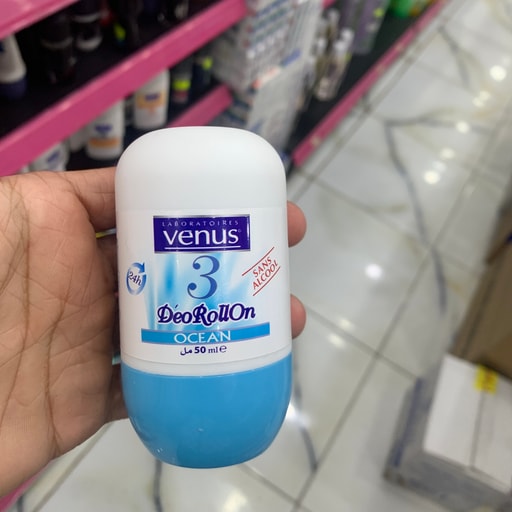 LABORATOIRES
venus
3
24h
SANS
ALCOOL
DéoRollOn
OCEAN
50 ml e مل